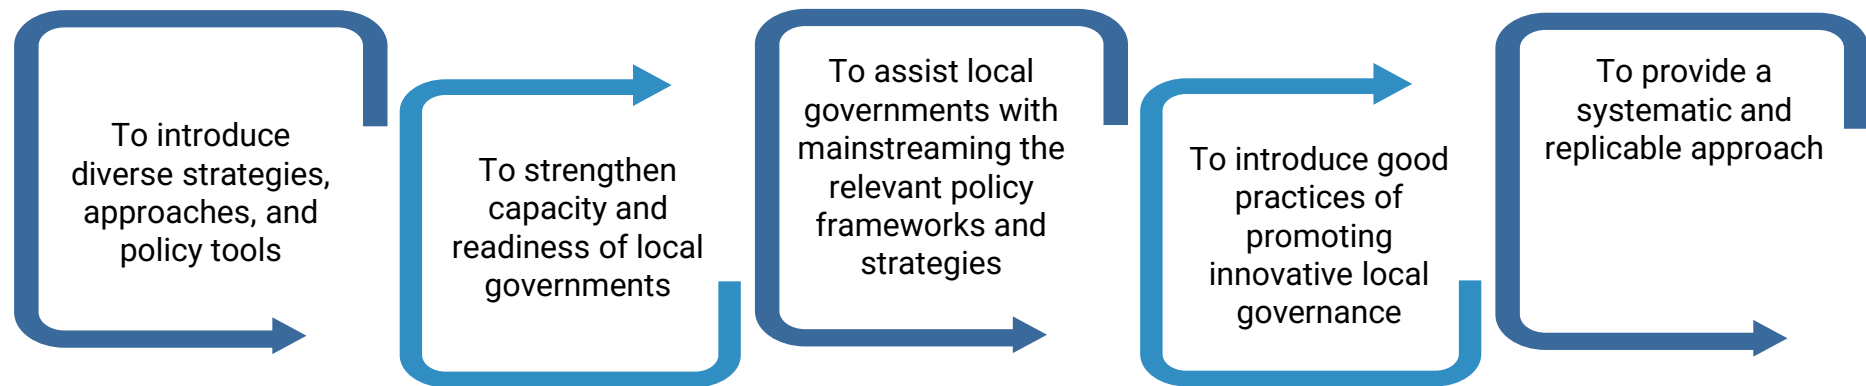 To introduce
diverse strategies,
approaches, and
policy tools
To strengthen
capacity and
readiness of local
governments
To assist local
governments with
mainstreaming the
relevant policy
frameworks and
strategies
To introduce good
practices of
promoting
innovative local
governance
To provide a
systematic and
replicable approach